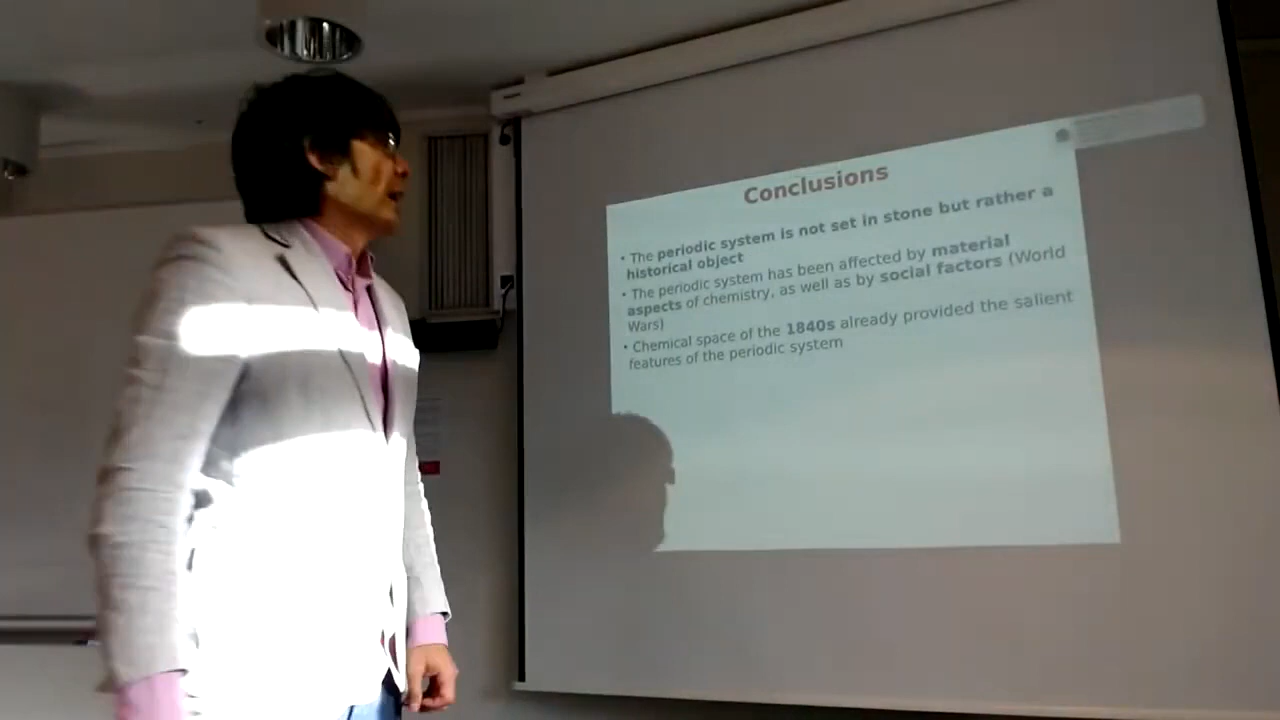 Conclusions
• The periodic system is not set in stone but rather a
historical object
• The periodic system has been affected by material
aspects of chemistry, as well as by social factors (World
Wars)
• Chemical space of the 1840s already provided the salient
features of the periodic system